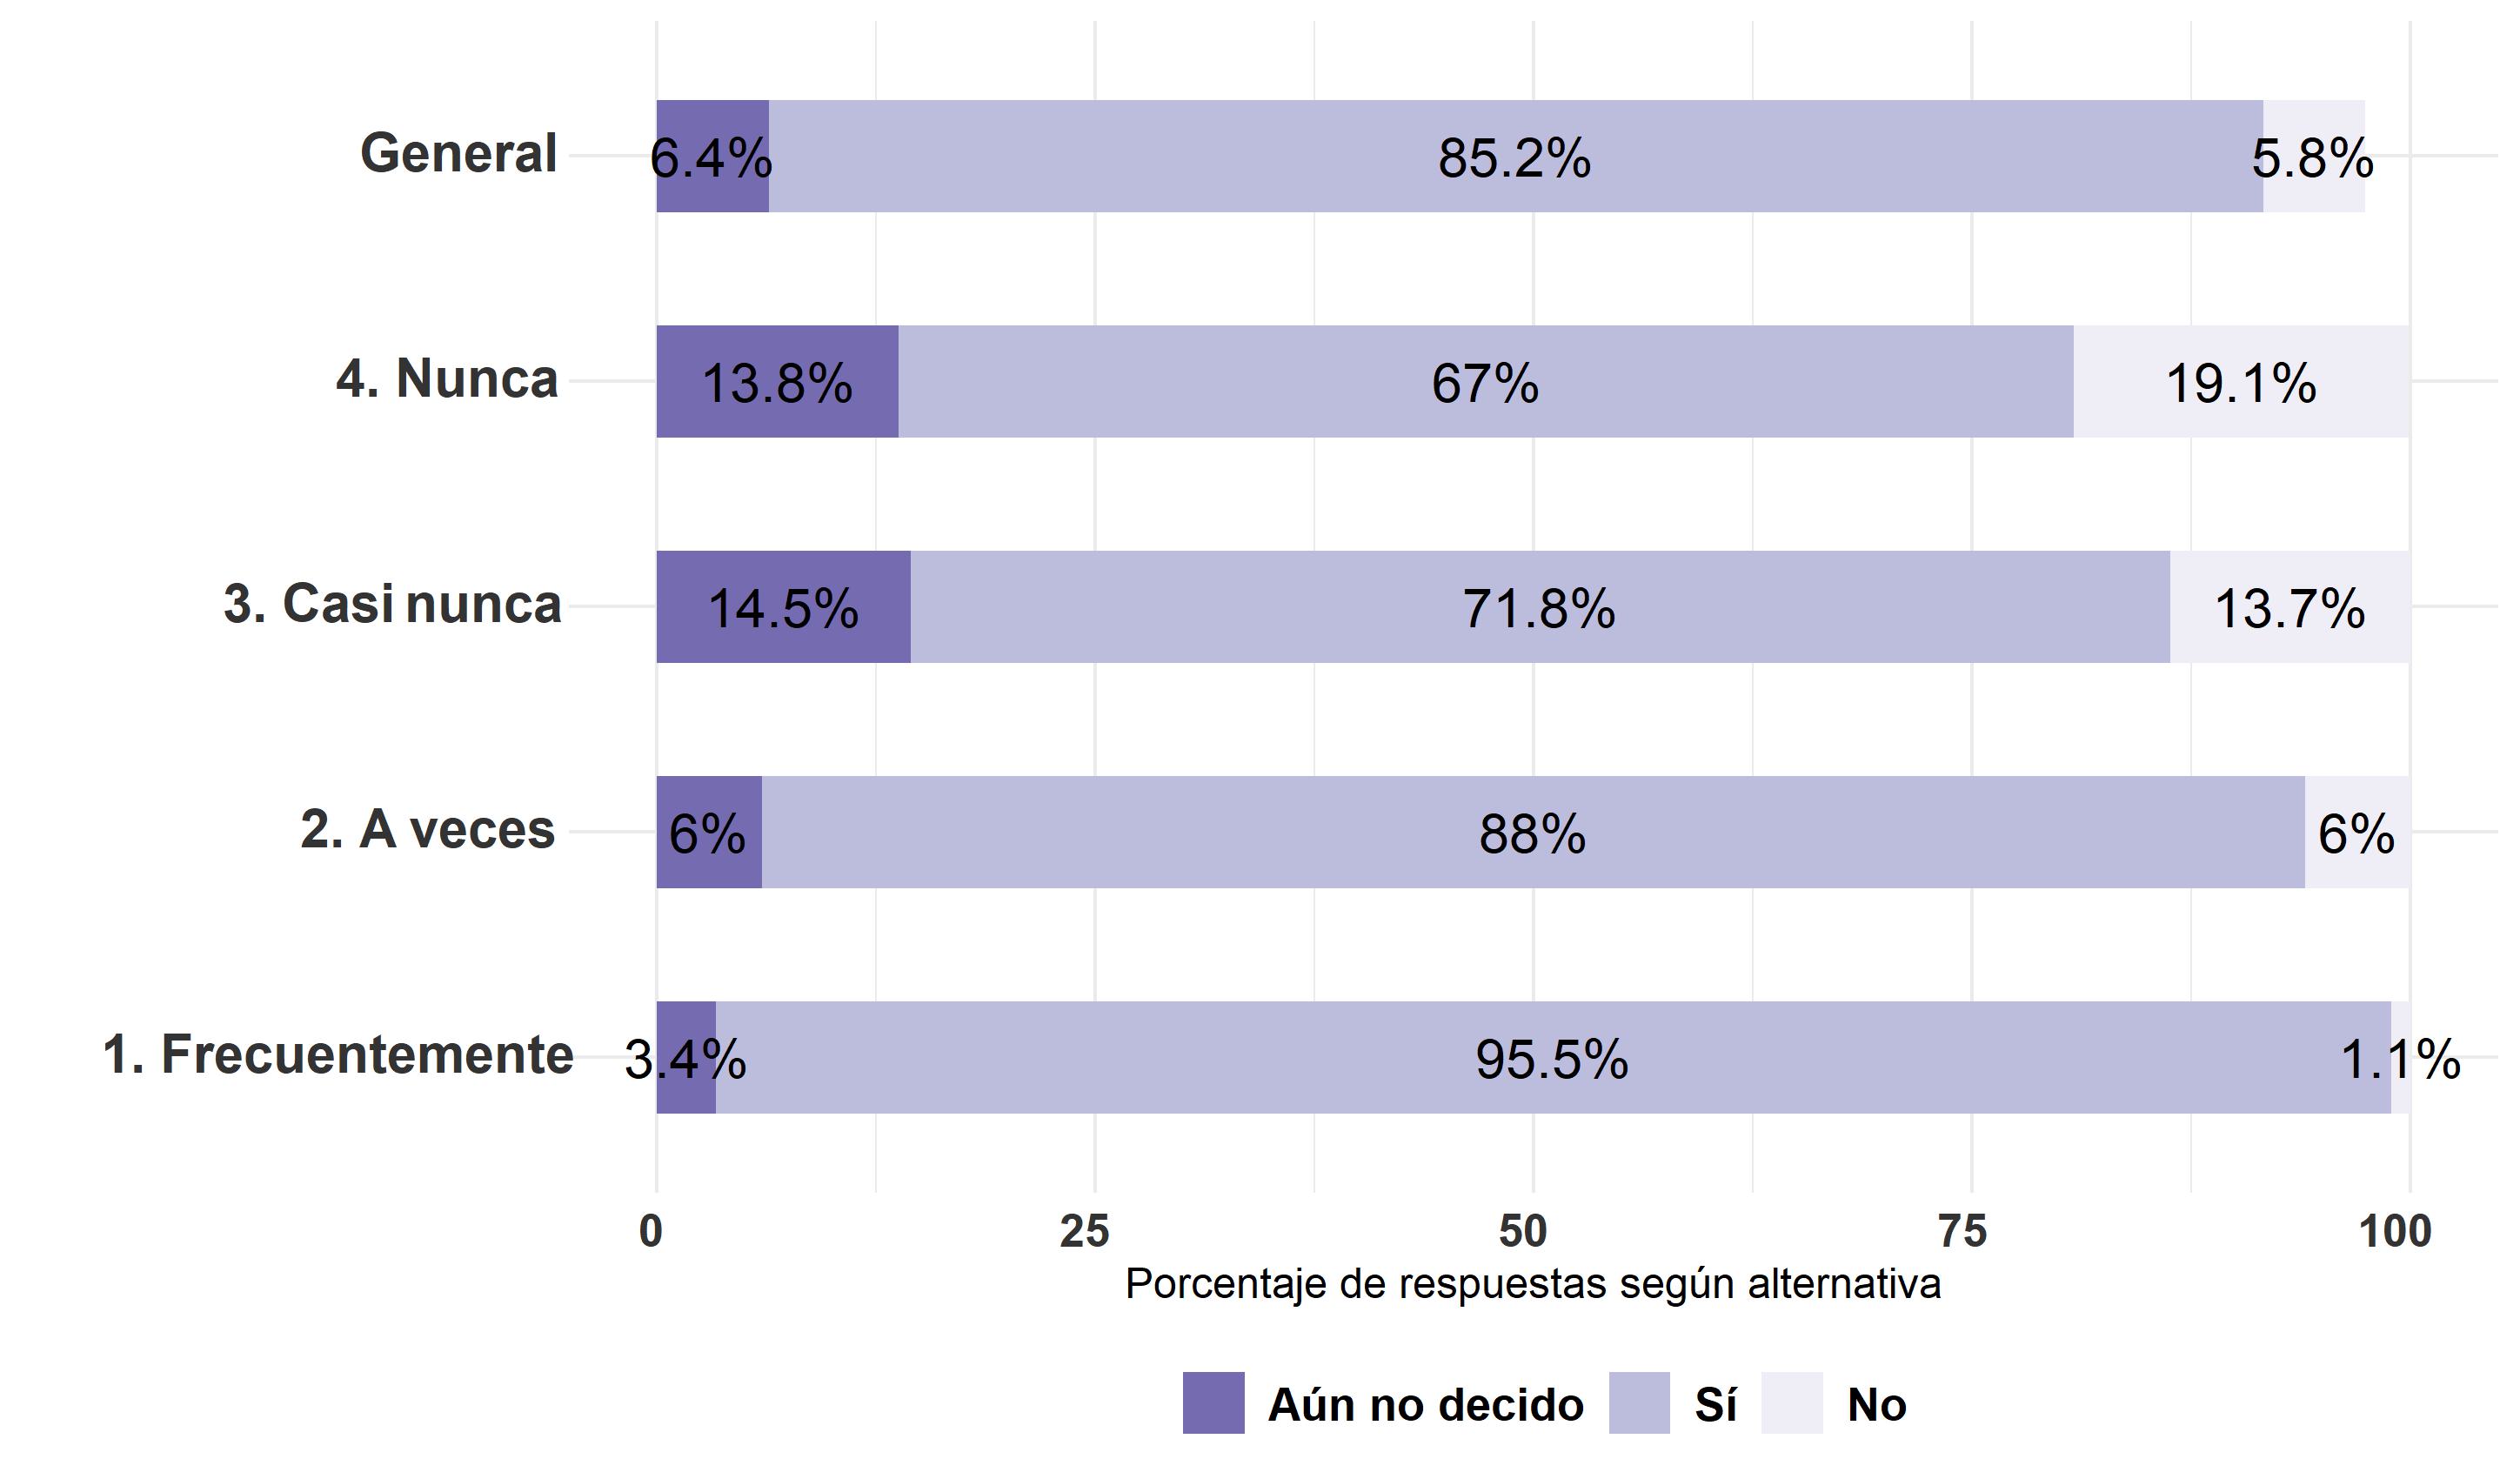 General 6.4% 85.2% 5.8%
4. Nunca 13.8% 67% 19.1%
3. Casi nunca 14.5% 71.8% 13.7%
2. A veces 6% 88% 6%
1. Frecuentemente 3.4% 95.5% 1.1%
0 25 50 75 100
Porcentaje de respuestas según alternativa
Aún no decido Sí No